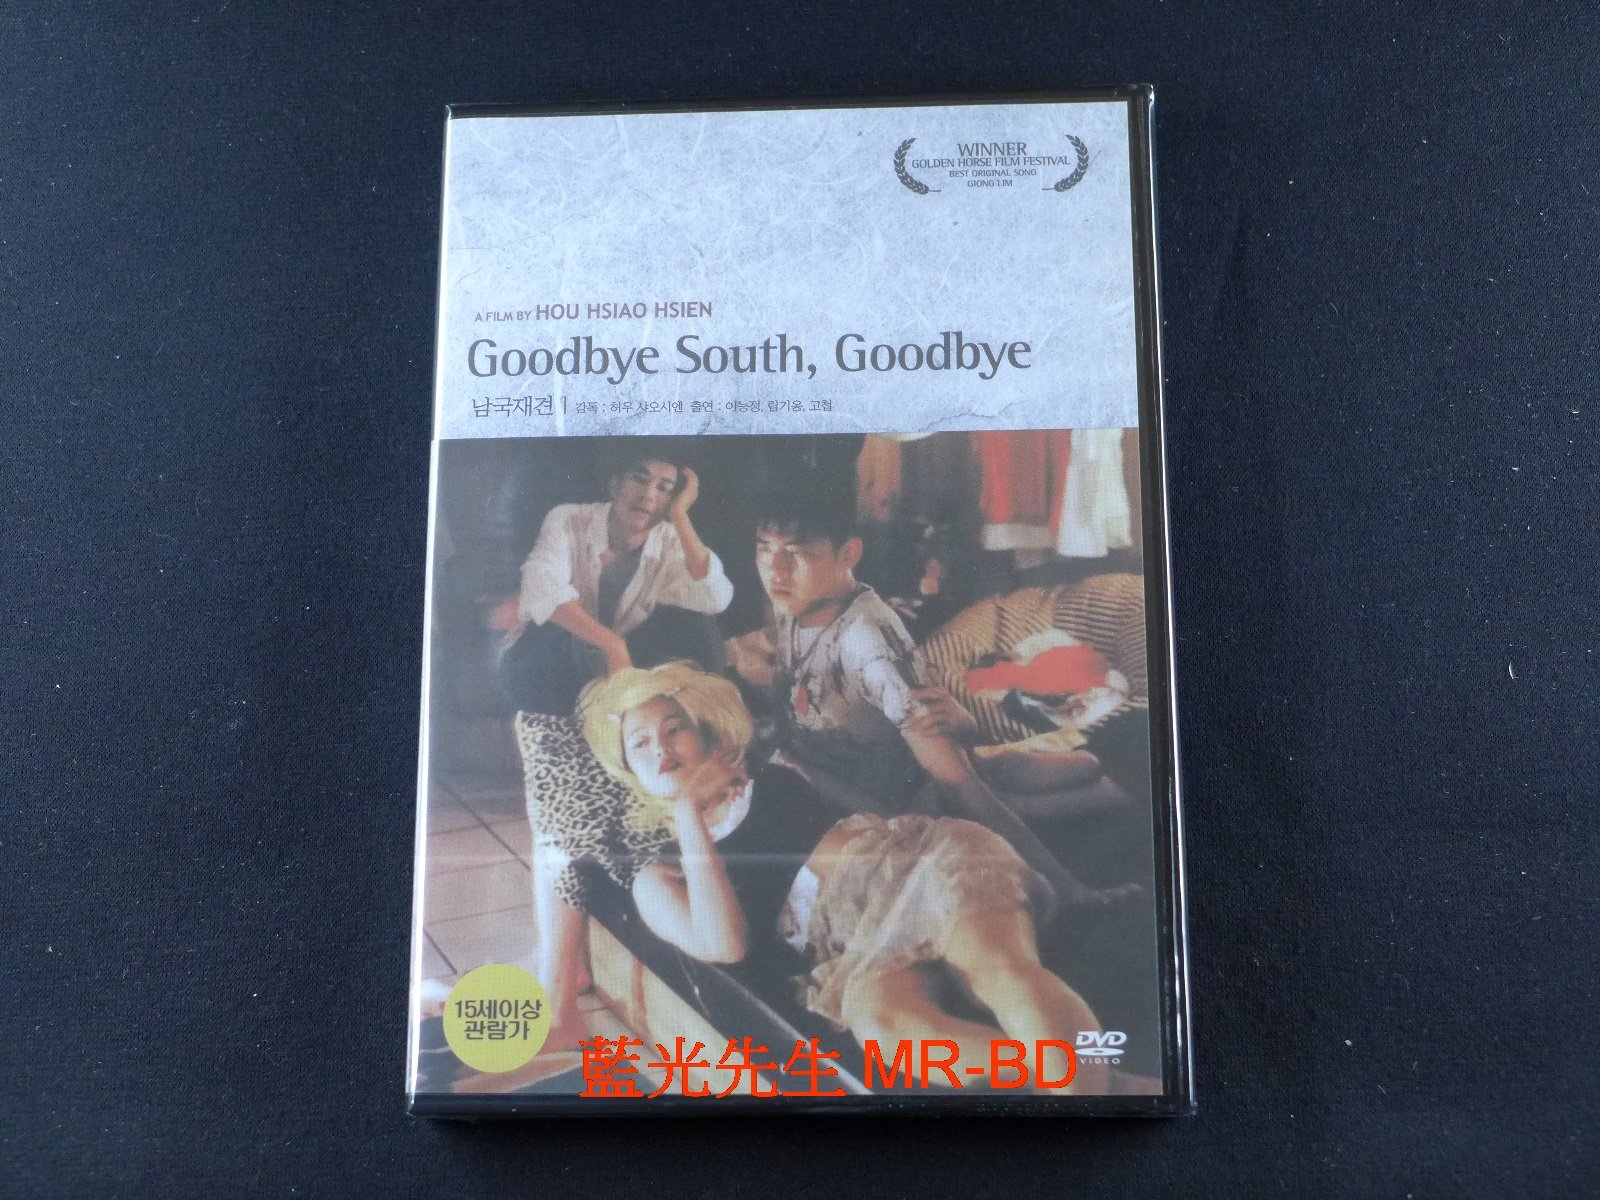 WINNER
GOLDEN HORSE FILM FESTIVAL
BEST ORIGINAL SONG
GIONG LIM
A FILM BY HOU HSIAO HSIEN
Goodbye South, Goodbye
남국재견 | 감독 : 허우 샤오시엔 출연 : 이능정, 림기옹, 고첩
15세이상
관람가
DVD
VIDEO
藍光先生 MR-BD